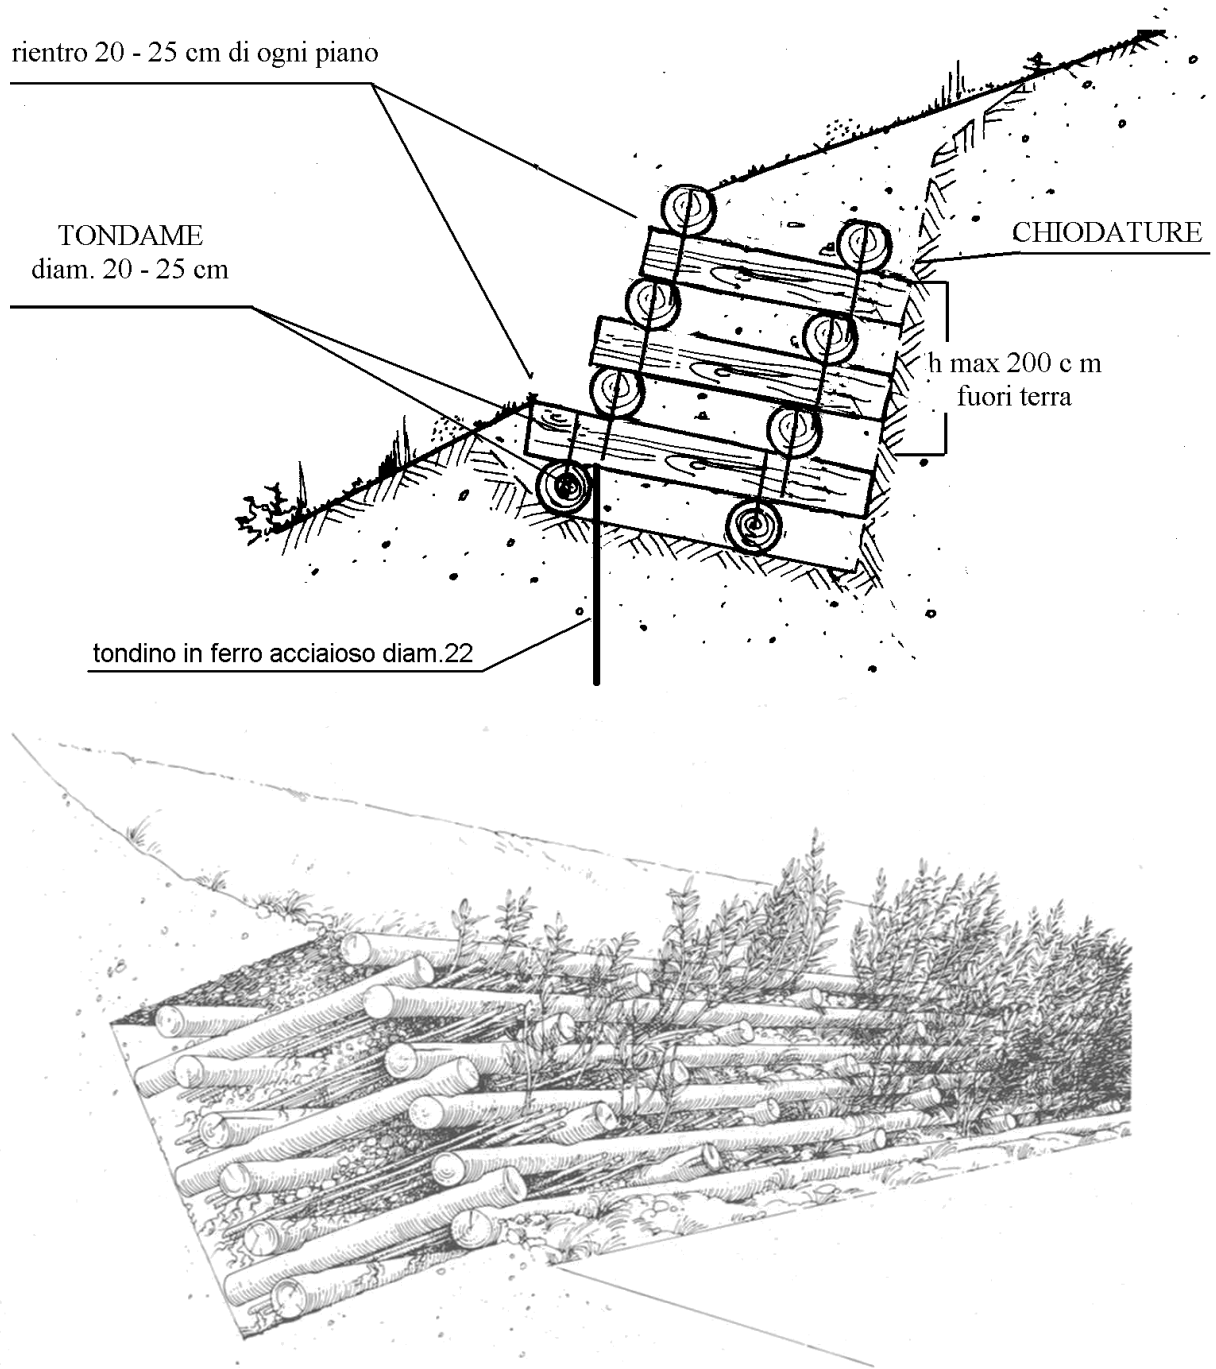 rientro 20 - 25 cm di ogni piano
TONDAME
diam. 20 - 25 cm
CHIODATURE
h max 200 c m
fuori terra
tondino in ferro acciaioso diam.22